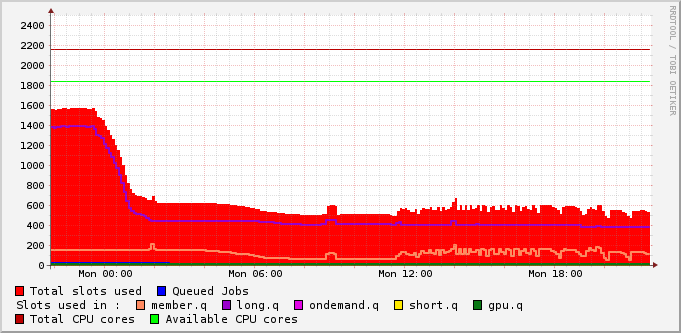 2400
2200
2000
1800
1600
1400
1200
1000
800
600
400
200
0
Mon 00:00 Mon 06:00 Mon 12:00 Mon 18:00
RRDTOOL / TOBI OETIKER
Total slots used Queued Jobs
Slots used in : member.q long.q ondemand.q short.q gpu.q
Total CPU cores Available CPU cores